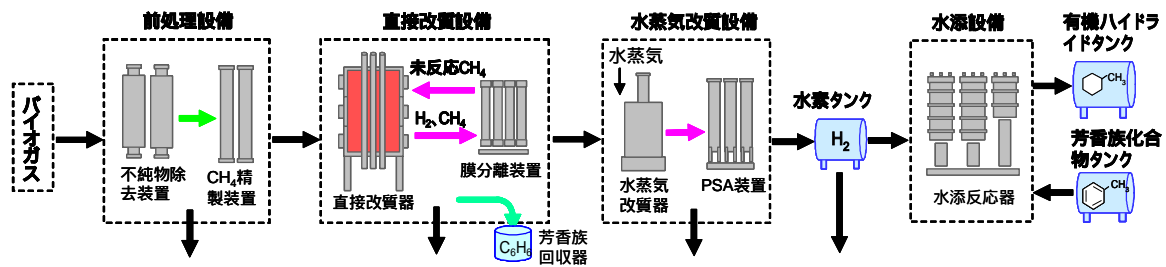 バイオガス
前処理設備
不純物除
去装置
CH₄精
製装置
直接改質設備
未反応CH₄
H₂、CH₄
直接改質器
膜分離装置
C₆H₆
芳香族
回収器
水蒸気改質設備
水蒸気
水蒸気
改質器
PSA装置
水素タンク
H₂
水添設備
水添反応器
有機ハイドラ
イドタンク
CH₃
芳香族化合
物タンク
CH₃